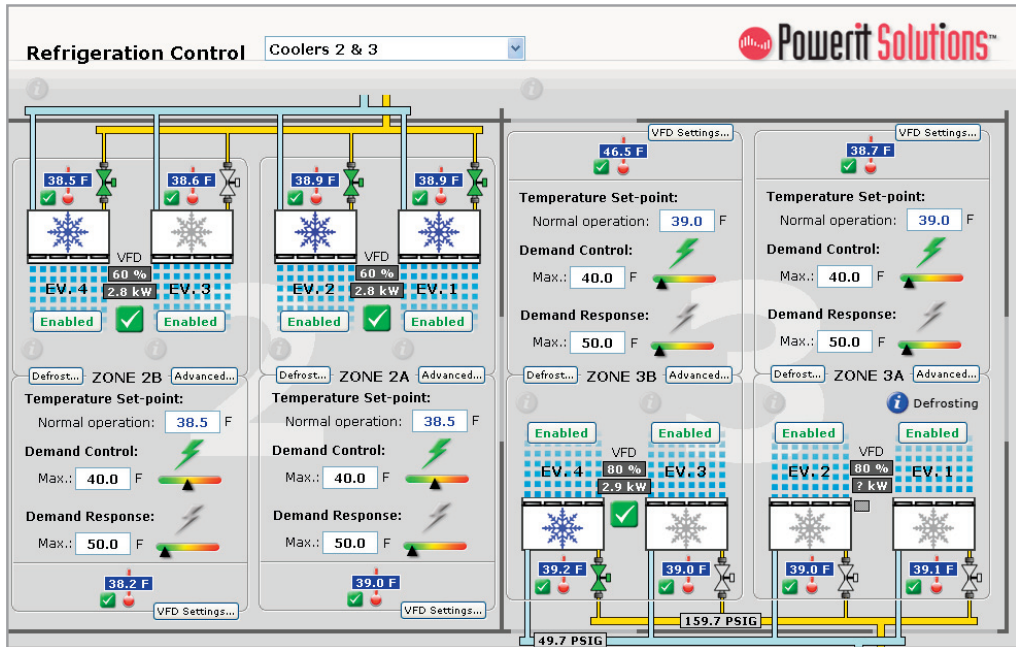 Refrigeration Control
Coolers 2 & 3
Powerit Solutions™
VFD Settings...
VFD Settings...
46.5 F
38.7 F
38.5 F
38.6 F
38.9 F
38.9 F
Temperature Set-point:
Normal operation: 39.0 F
Temperature Set-point:
Normal operation: 39.0 F
Demand Control:
Max.: 40.0 F
Demand Control:
Max.: 40.0 F
Demand Response:
Max.: 50.0 F
Demand Response:
Max.: 50.0 F
EV. 4
VFD
60 %
2.8 kW
EV. 3
EV. 2
VFD
60 %
2.8 kW
EV. 1
Enabled
Enabled
Enabled
Enabled
2
3
Defrost... ZONE 2B Advanced...
Defrost... ZONE 2A Advanced...
Defrost... ZONE 3B Advanced...
Defrost... ZONE 3A Advanced...
Temperature Set-point:
Normal operation: 38.5 F
Temperature Set-point:
Normal operation: 38.5 F
Demand Control:
Max.: 40.0 F
Demand Control:
Max.: 40.0 F
Demand Response:
Max.: 50.0 F
Demand Response:
Max.: 50.0 F
38.2 F
VFD Settings...
39.0 F
VFD Settings...
i Defrosting
Enabled
Enabled
Enabled
Enabled
EV. 4
VFD
80 %
2.9 kW
EV. 3
EV. 2
VFD
80 %
? kW
EV. 1
39.2 F
39.0 F
39.0 F
39.1 F
159.7 PSIG
49.7 PSIG